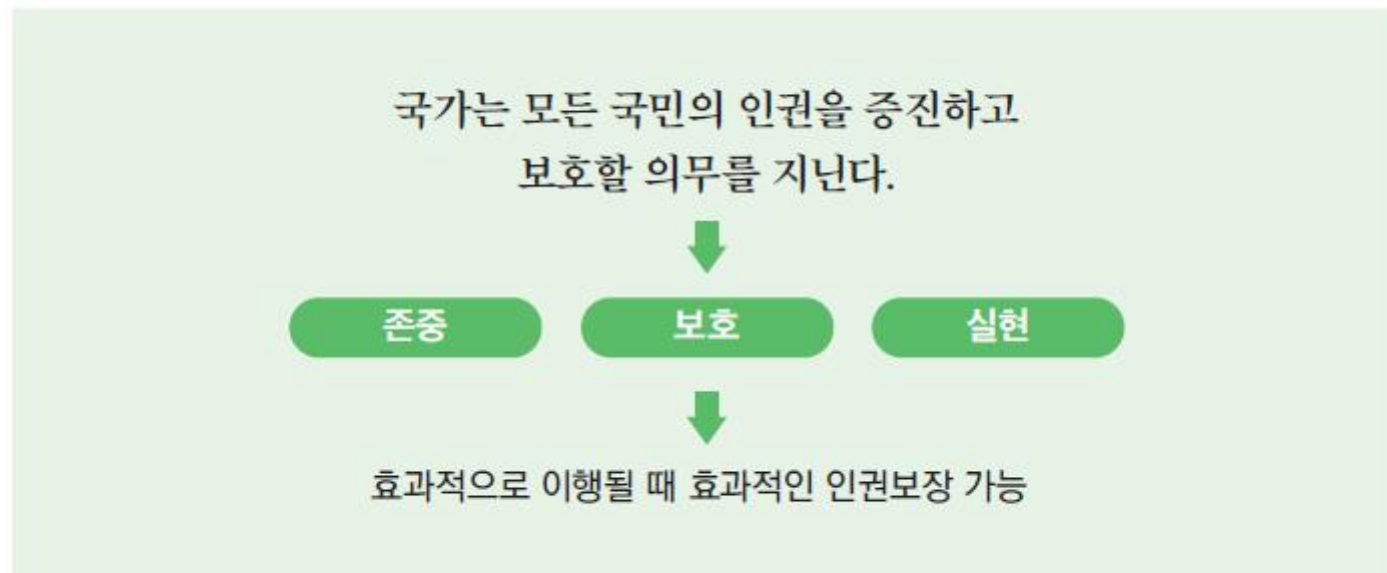 국가는 모든 국민의 인권을 증진하고
보호할 의무를 지닌다.
존중 보호 실현
효과적으로 이행될 때 효과적인 인권보장 가능